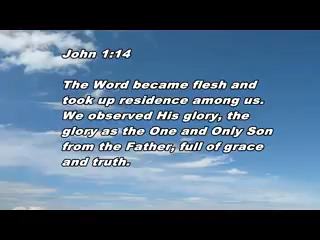 John 1:14
The Word became flesh and
took up residence among us.
We observed His glory, the
glory as the One and Only Son
from the Father, full of grace
and truth.